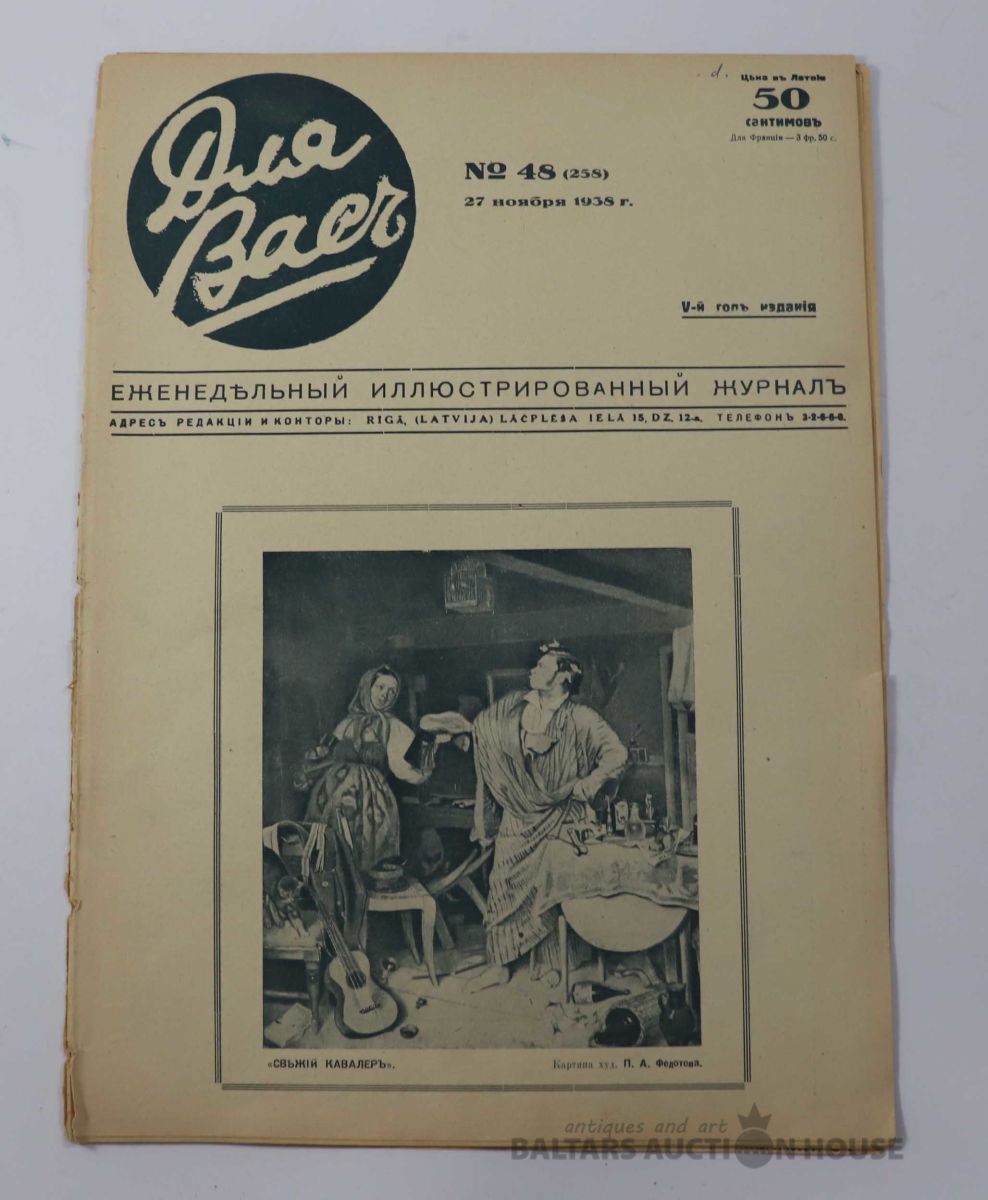 d.
Цѣна въ Латвіи
50
сантимовъ
Для Франціи — 3 фр. 50 с.
Для
Васъ
№ 48 (258)
27 ноября 1938 г.
V-й годъ изданія
ЕЖЕНЕДѢЛЬНЫЙ ИЛЛЮСТРИРОВАННЫЙ ЖУРНАЛЪ
АДРЕСЪ РЕДАКЦІИ И КОНТОРЫ: RIGĀ, (LATVIJA) LĀČPLĒŠA IELĀ 15, DZ. 12-a. ТЕЛЕФОНЪ 3-2-6-6-0.
«СВѢЖІЙ КАВАЛЕРЪ». Картина худ. П. А. Федотова.
antiques and art
BALTARS AUCTION HOUSE